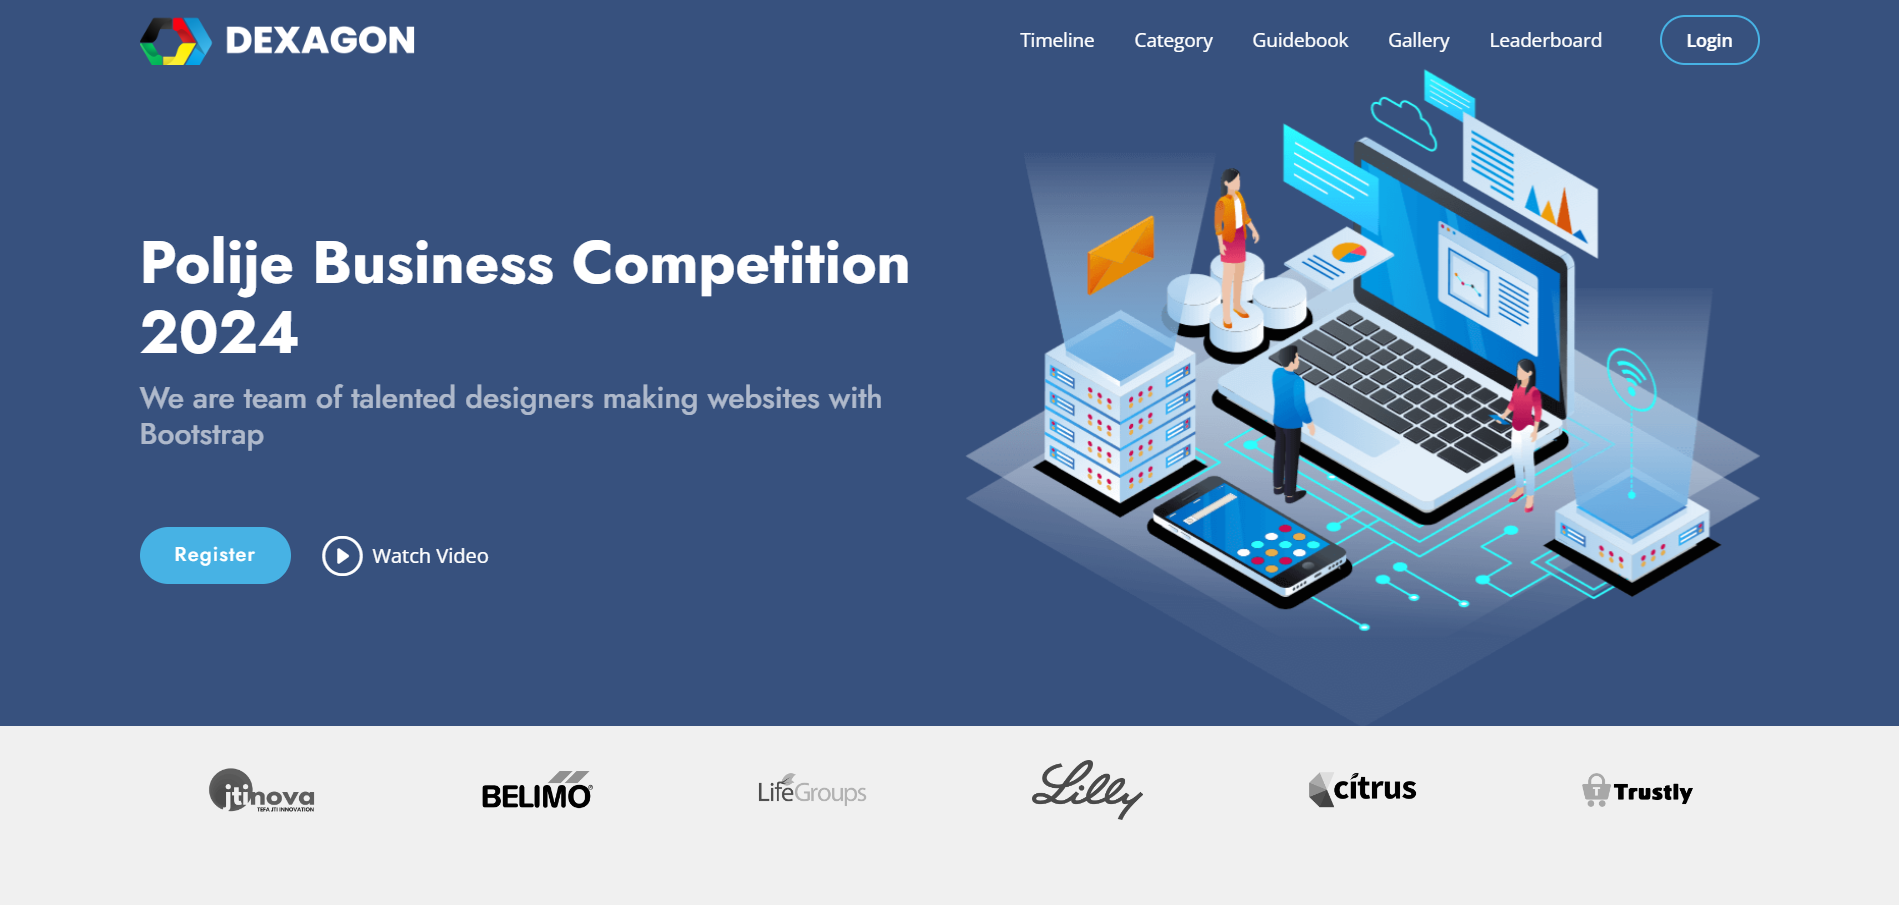 DEXAGON
Timeline
Category
Guidebook
Gallery
Leaderboard
Login
Polije Business Competition
2024
We are team of talented designers making websites with
Bootstrap
Register
Watch Video
jtinova
TEFA JTI INNOVATION
BELIMO®
LifeGroups
Lilly
citrus
T
Trustly